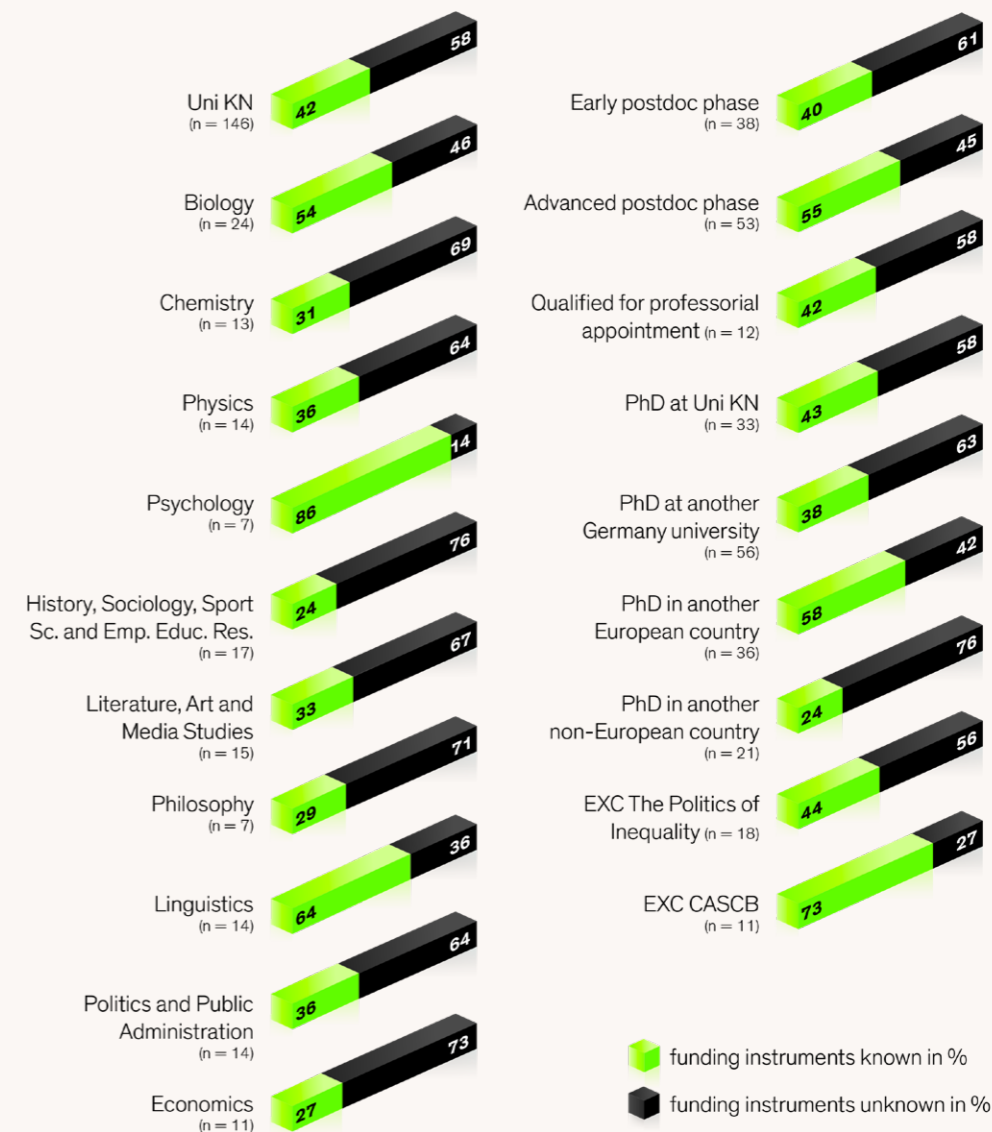 58
Uni KN
42
(n = 146)
46
Biology
54
(n = 24)
69
Chemistry
31
(n = 13)
64
Physics
36
(n = 14)
14
Psychology
86
(n = 7)
76
History, Sociology, Sport
24
Sc. and Emp. Educ. Res.
(n = 17)
67
Literature, Art and
33
Media Studies
(n = 15)
71
Philosophy
29
(n = 7)
36
Linguistics
64
(n = 14)
64
Politics and Public
36
Administration
(n = 14)
73
Economics
27
(n = 11)
61
Early postdoc phase
40
(n = 38)
45
Advanced postdoc phase
55
(n = 53)
58
Qualified for professorial
42
appointment (n = 12)
58
PhD at Uni KN
43
(n = 33)
63
PhD at another
38
Germany university
(n = 56)
42
PhD in another
58
European country
(n = 36)
76
PhD in another
24
non-European country
(n = 21)
56
EXC The Politics of
44
Inequality (n = 18)
27
EXC CASCB
73
(n = 11)
funding instruments known in %
funding instruments unknown in %